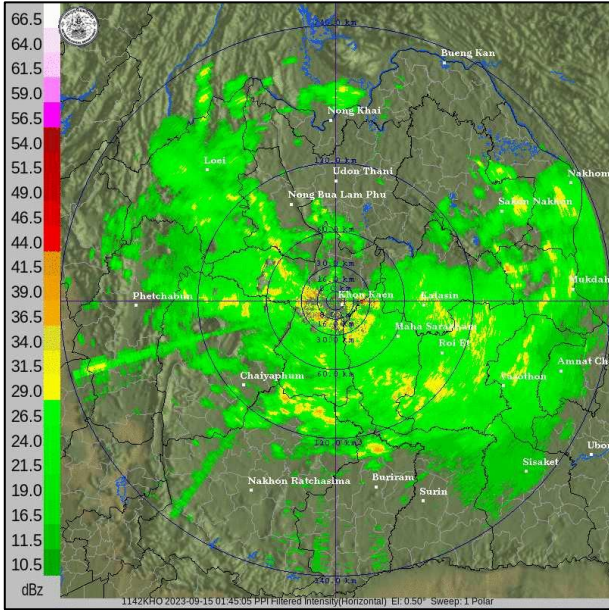 66.5
64.0
61.5
59.0
56.5
54.0
51.5
49.0
46.5
44.0
41.5
39.0
36.5
34.0
31.5
29.0
26.5
24.0
21.5
19.0
16.5
14.0
11.5
10.5
dBz
Bueng Kan
Nong Khai
Loei
Udon Thani
Nakhom
Nong Bua Lam Phu
Sakon Nakhon
Mukdah
Phetchabun
Khon Kaen
Kalasin
Maha Sarakham
Roi Et
Amnat Ch
Chaiyaphum
Yasothon
Ubon
Sisaket
Nakhon Ratchasima
Buriram
Surin
1142KHO 2023-09-15 01:45:05 PPI Filtered Intensity(Horizontal) El: 0.50° Sweep: 1 Polar